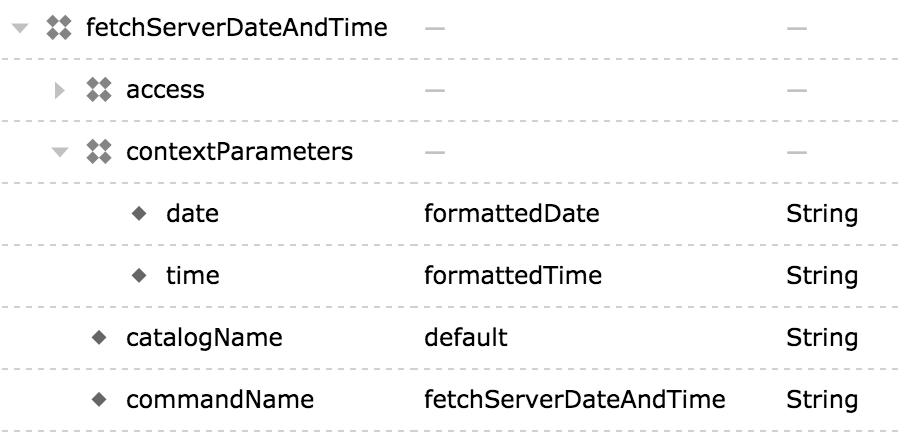 fetchServerDateAndTime — —
access — —
contextParameters — —
date formattedDate String
time formattedTime String
catalogName default String
commandName fetchServerDateAndTime String